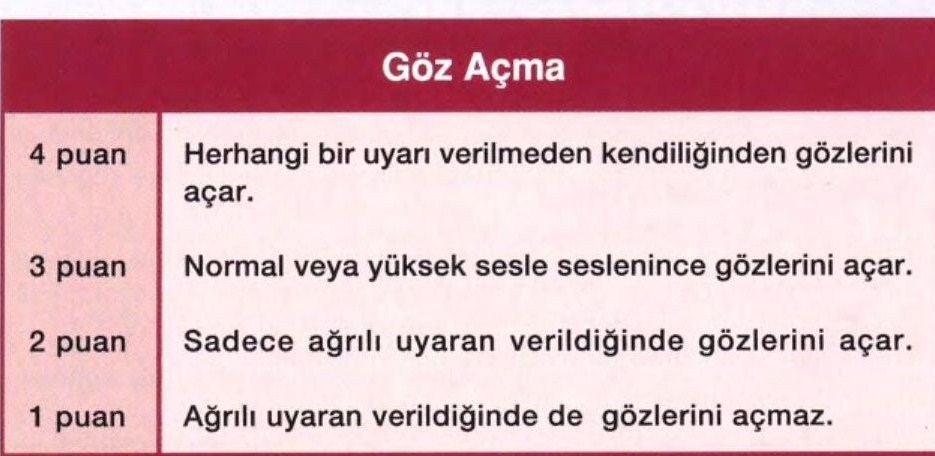 Göz Açma
4 puan Herhangi bir uyarı verilmeden kendiliğinden gözlerini
açar.
3 puan Normal veya yüksek sesle seslenince gözlerini açar.
2 puan Sadece ağrılı uyaran verildiğinde gözlerini açar.
1 puan Ağrılı uyaran verildiğinde de gözlerini açmaz.